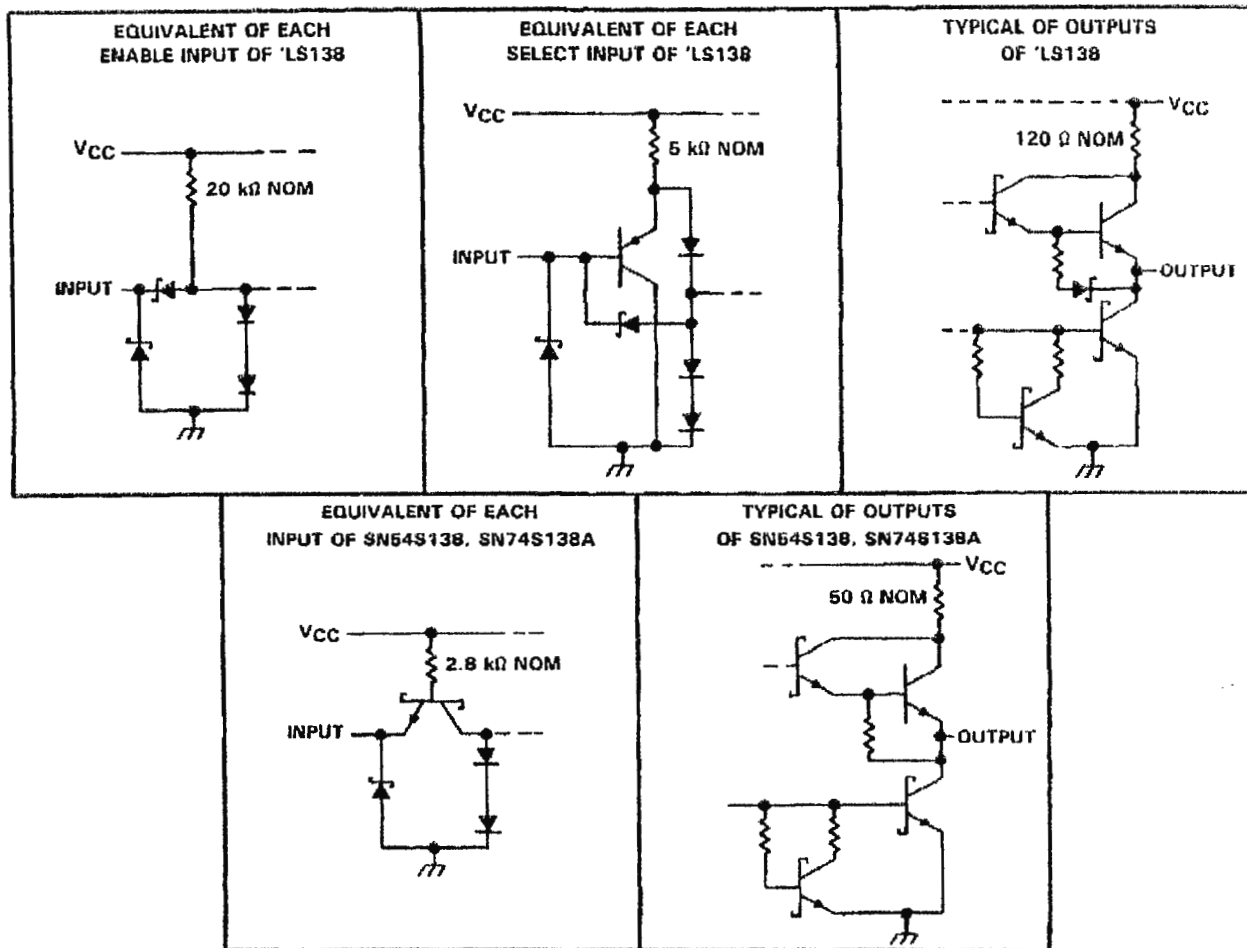 EQUIVALENT OF EACH
ENABLE INPUT OF 'LS138
VCC
20 kΩ NOM
INPUT
EQUIVALENT OF EACH
SELECT INPUT OF 'LS138
VCC
5 kΩ NOM
INPUT
TYPICAL OF OUTPUTS
OF 'LS138
VCC
120 Ω NOM
OUTPUT
EQUIVALENT OF EACH
INPUT OF SN54S138, SN74S138A
VCC
2.8 kΩ NOM
INPUT
TYPICAL OF OUTPUTS
OF SN54S138, SN74S138A
VCC
50 Ω NOM
OUTPUT